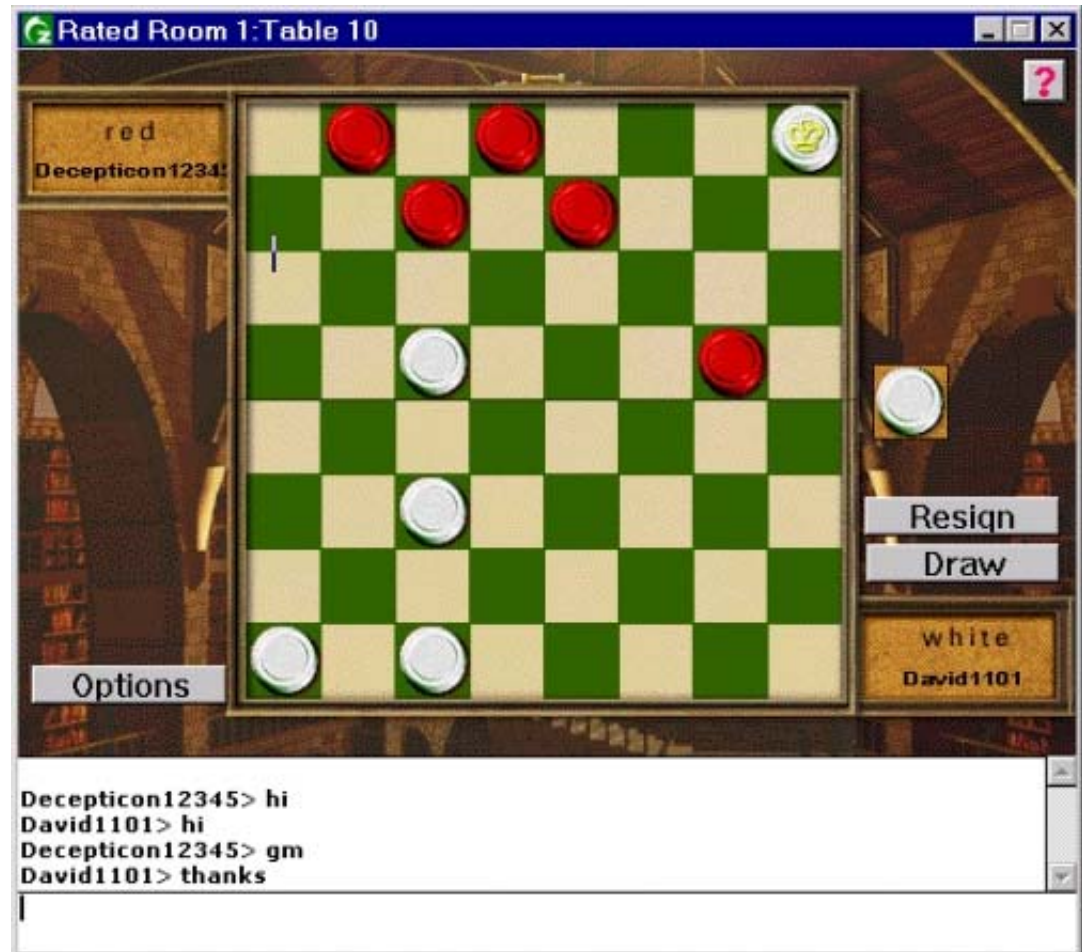 Rated Room 1:Table 10
?
red
Decepticon1234
Resign
Draw
white
David1101
Options
Decepticon12345> hi
David1101> hi
Decepticon12345> gm
David1101> thanks